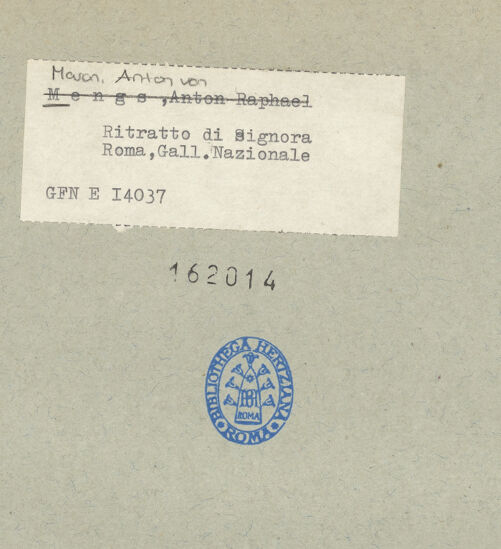 Maron, Anton von
Mengs,Anton Raphael
Ritratto di Signora
Roma,Gall.Nazionale
GFN E I4037
162014
BIBLIOTHECA HERTZIANA
BH
ROMA
ROMA